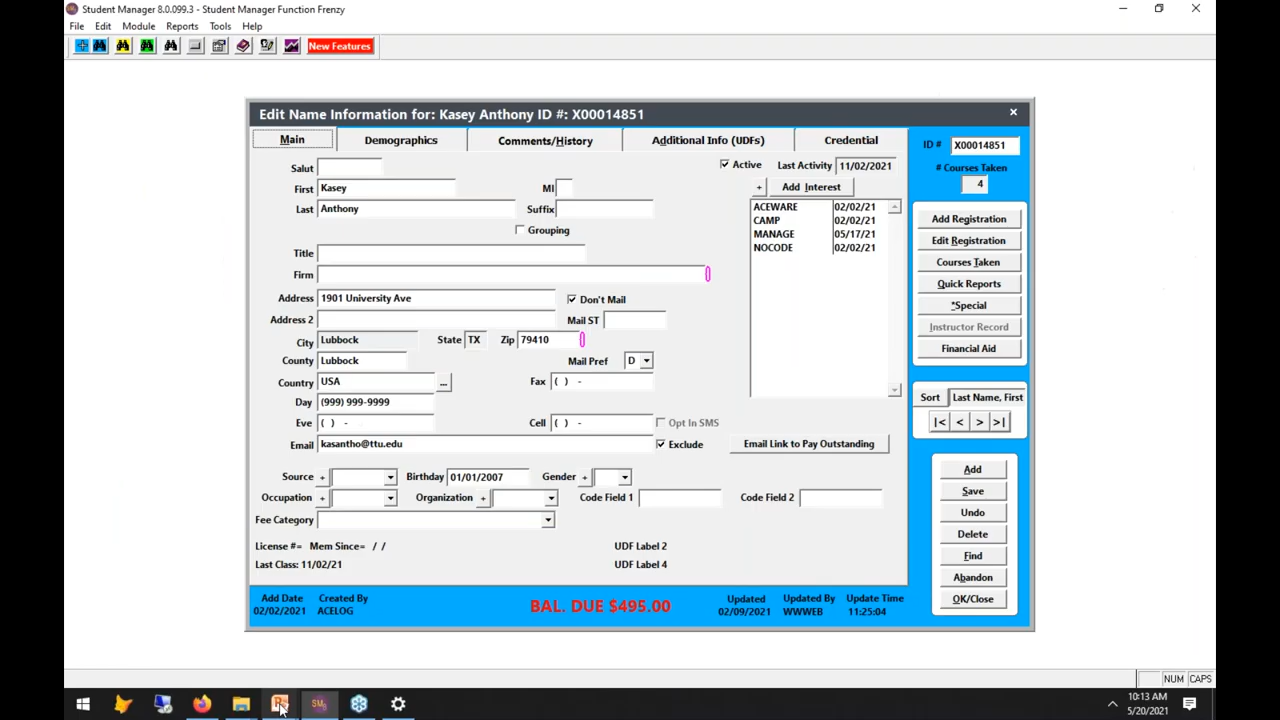 Student Manager 8.0.099.3 - Student Manager Function Frenzy
File Edit Module Reports Tools Help
New Features
Edit Name Information for: Kasey Anthony ID #: X00014851
Main Demographics Comments/History Additional Info (UDFs) Credential
ID # X00014851
# Courses Taken
4
Salut
Active Last Activity 11/02/2021
First Kasey MI
+ Add Interest
Last Anthony Suffix
Grouping
ACEWARE 02/02/21
CAMP 02/02/21
MANAGE 05/17/21
NOCODE 02/02/21
Title
Firm
Address 1901 University Ave Don't Mail
Address 2 Mail ST
City Lubbock State TX Zip 79410
County Lubbock Mail Pref D
Country USA ... Fax ( ) -
Day (999) 999-9999
Eve ( ) - Cell ( ) - Opt In SMS
Email kasantho@ttu.edu Exclude Email Link to Pay Outstanding
Source + Birthday 01/01/2007 Gender +
Occupation + Organization + Code Field 1 Code Field 2
Fee Category
License #= Mem Since= / / UDF Label 2
Last Class: 11/02/21 UDF Label 4
Add Registration
Edit Registration
Courses Taken
Quick Reports
*Special
Instructor Record
Financial Aid
Sort Last Name, First
|< < > >|
Add
Save
Undo
Delete
Find
Abandon
OK/Close
Add Date Created By BAL. DUE $495.00 Updated Updated By Update Time
02/02/2021 ACELOG 02/09/2021 WWWEB 11:25:04
NUM CAPS
SM
10:13 AM
5/20/2021